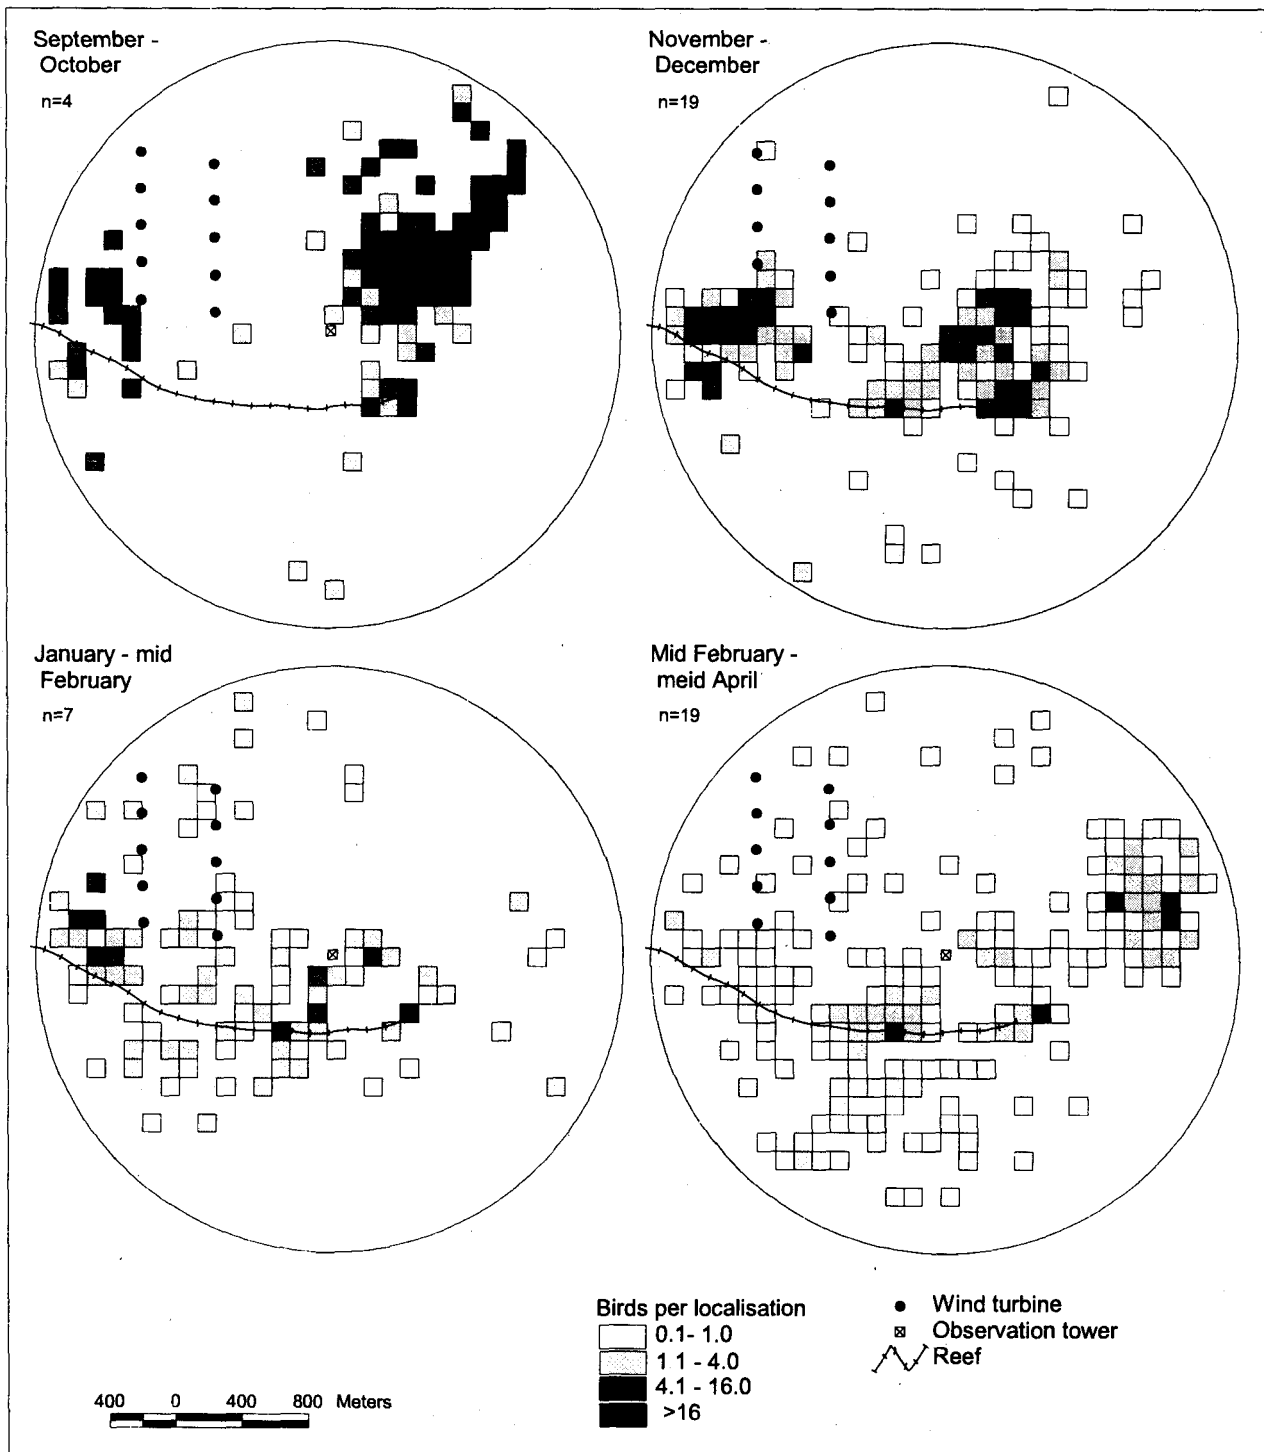 September -
October
n=4
November -
December
n=19
January - mid
February
n=7
Mid February -
meid April
n=19
Birds per localisation
0.1- 1.0
1.1 - 4.0
4.1 - 16.0
>16
Wind turbine
Observation tower
Reef
400 0 400 800 Meters